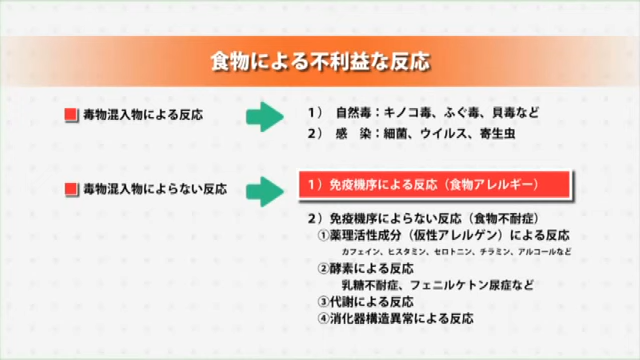 食物による不利益な反応
毒物混入物による反応
1） 自然毒：キノコ毒、ふぐ毒、貝毒など
2） 感　染：細菌、ウイルス、寄生虫
毒物混入物によらない反応
1）免疫機序による反応（食物アレルギー）
2）免疫機序によらない反応（食物不耐症）
①薬理活性成分（仮性アレルゲン）による反応
カフェイン、ヒスタミン、セロトニン、チラミン、アルコールなど
②酵素による反応
乳糖不耐症、フェニルケトン尿症など
③代謝による反応
④消化器構造異常による反応